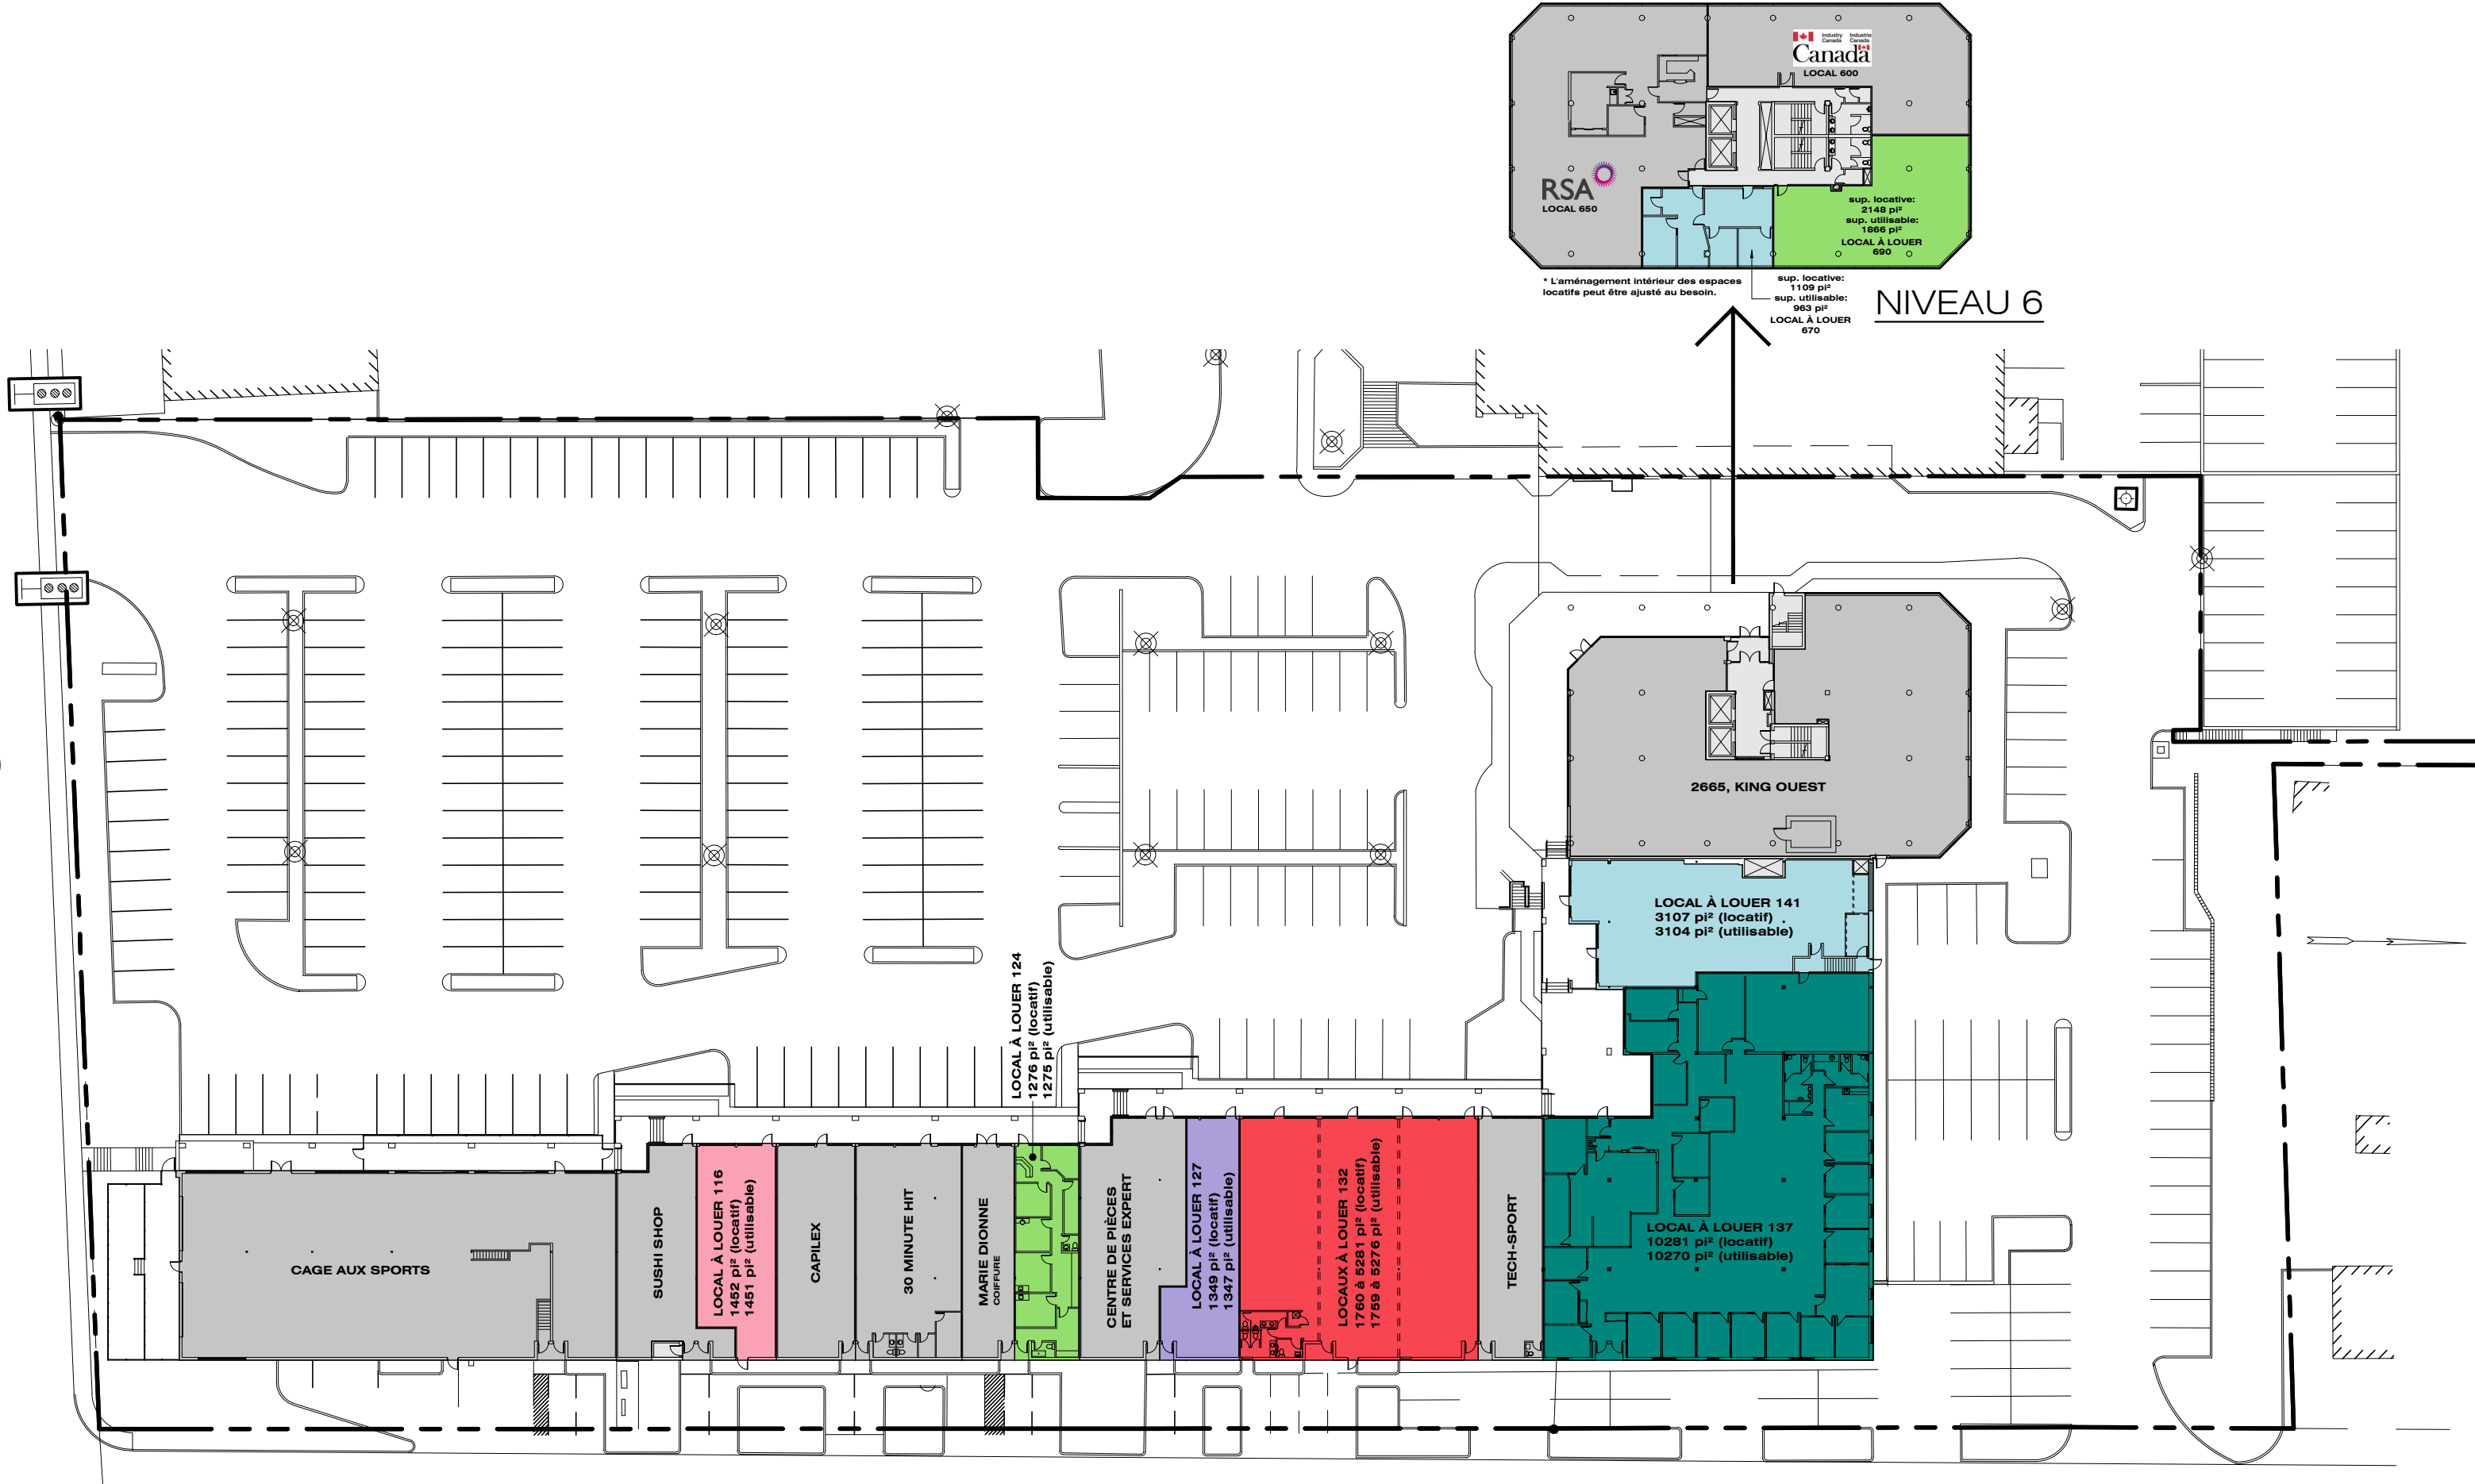 Industry Industrie
Canada Canada
Canada
LOCAL 600
RSA
LOCAL 650
sup. locative:
2148 pi²
sup. utilisable:
1866 pi²
LOCAL À LOUER
690
* L'aménagement intérieur des espaces
locatifs peut être ajusté au besoin.
sup. locative:
1109 pi²
sup. utilisable:
963 pi²
LOCAL À LOUER
670
NIVEAU 6
2665, KING OUEST
LOCAL À LOUER 141
3107 pi² (locatif)
3104 pi² (utilisable)
LOCAL À LOUER 124
1276 pi² (locatif)
1275 pi² (utilisable)
CAGE AUX SPORTS
SUSHI SHOP
LOCAL À LOUER 116
1452 pi² (locatif)
1451 pi² (utilisable)
CAPILEX
30 MINUTE HIT
MARIE DIONNE
COIFFURE
CENTRE DE PIÈCES
ET SERVICES EXPERT
LOCAL À LOUER 127
1349 pi² (locatif)
1347 pi² (utilisable)
LOCAUX À LOUER 132
1760 à 5281 pi² (locatif)
1759 à 5276 pi² (utilisable)
TECH-SPORT
LOCAL À LOUER 137
10281 pi² (locatif)
10270 pi² (utilisable)